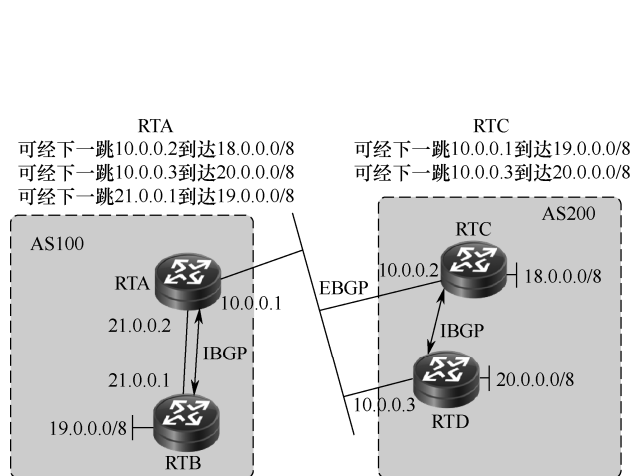 RTA
可经下一跳10.0.0.2到达18.0.0.0/8
可经下一跳10.0.0.3到达20.0.0.0/8
可经下一跳21.0.0.1到达19.0.0.0/8
RTC
可经下一跳10.0.0.1到达19.0.0.0/8
可经下一跳10.0.0.3到达20.0.0.0/8
AS100
RTA
10.0.0.1
21.0.0.2
IBGP
21.0.0.1
19.0.0.0/8
RTB
EBGP
AS200
RTC
10.0.0.2
18.0.0.0/8
IBGP
20.0.0.0/8
10.0.0.3
RTD